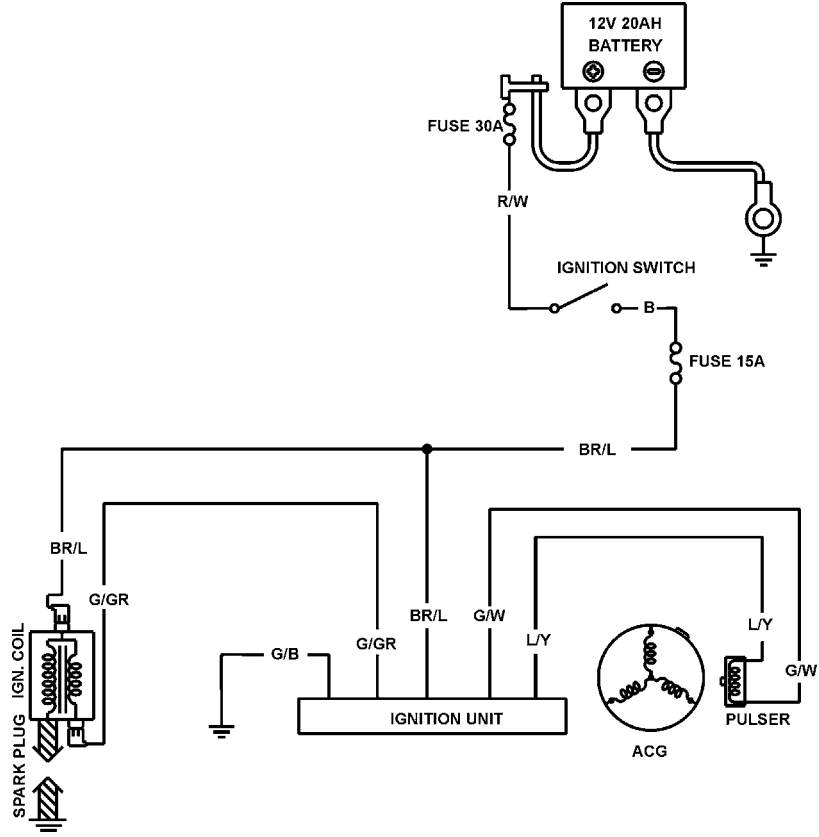 12V 20AH
BATTERY
FUSE 30A
R/W
IGNITION SWITCH
B
FUSE 15A
BR/L
BR/L
G/GR
G/B
G/GR
BR/L
G/W
L/Y
L/Y
G/W
IGN. COIL
SPARK PLUG
IGNITION UNIT
PULSER
ACG